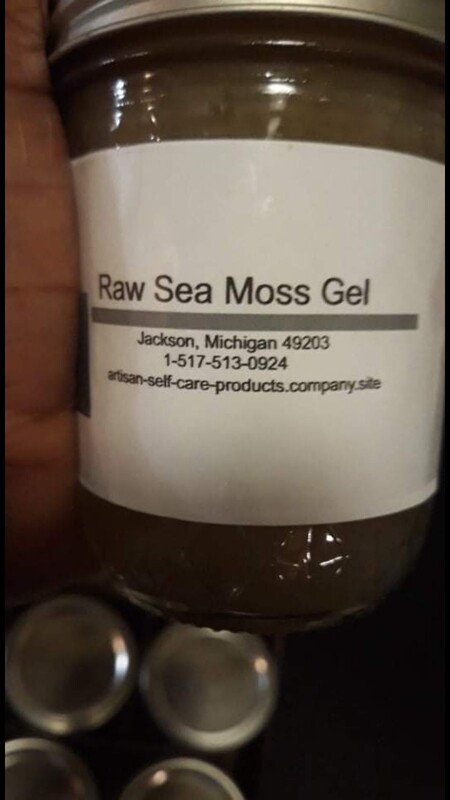 Raw Sea Moss Gel
Jackson, Michigan 49203
1-517-513-0924
artisan-self-care-products.company.site